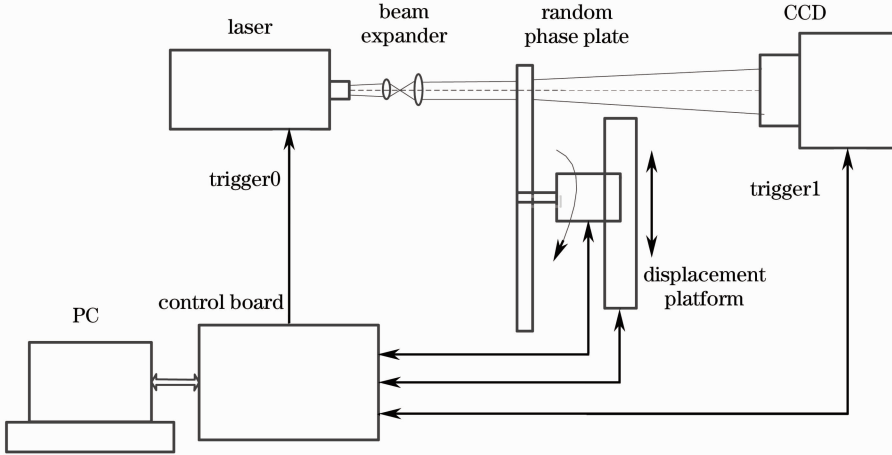 laser
beam
expander
random
phase plate
CCD
trigger0
trigger1
displacement
platform
control board
PC